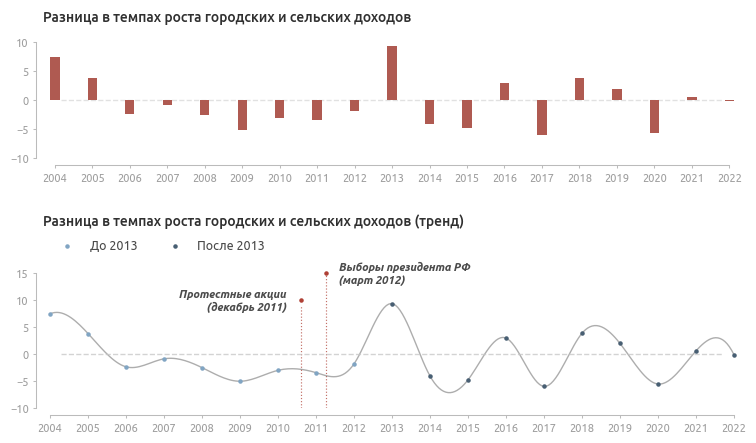 Разница в темпах роста городских и сельских доходов
10
5
0
−5
−10
2004 2005 2006 2007 2008 2009 2010 2011 2012 2013 2014 2015 2016 2017 2018 2019 2020 2021 2022
Разница в темпах роста городских и сельских доходов (тренд)
До 2013 После 2013
Выборы президента РФ
(март 2012)
Протестные акции
(декабрь 2011)
15
10
5
0
−5
−10
2004 2005 2006 2007 2008 2009 2010 2011 2012 2013 2014 2015 2016 2017 2018 2019 2020 2021 2022